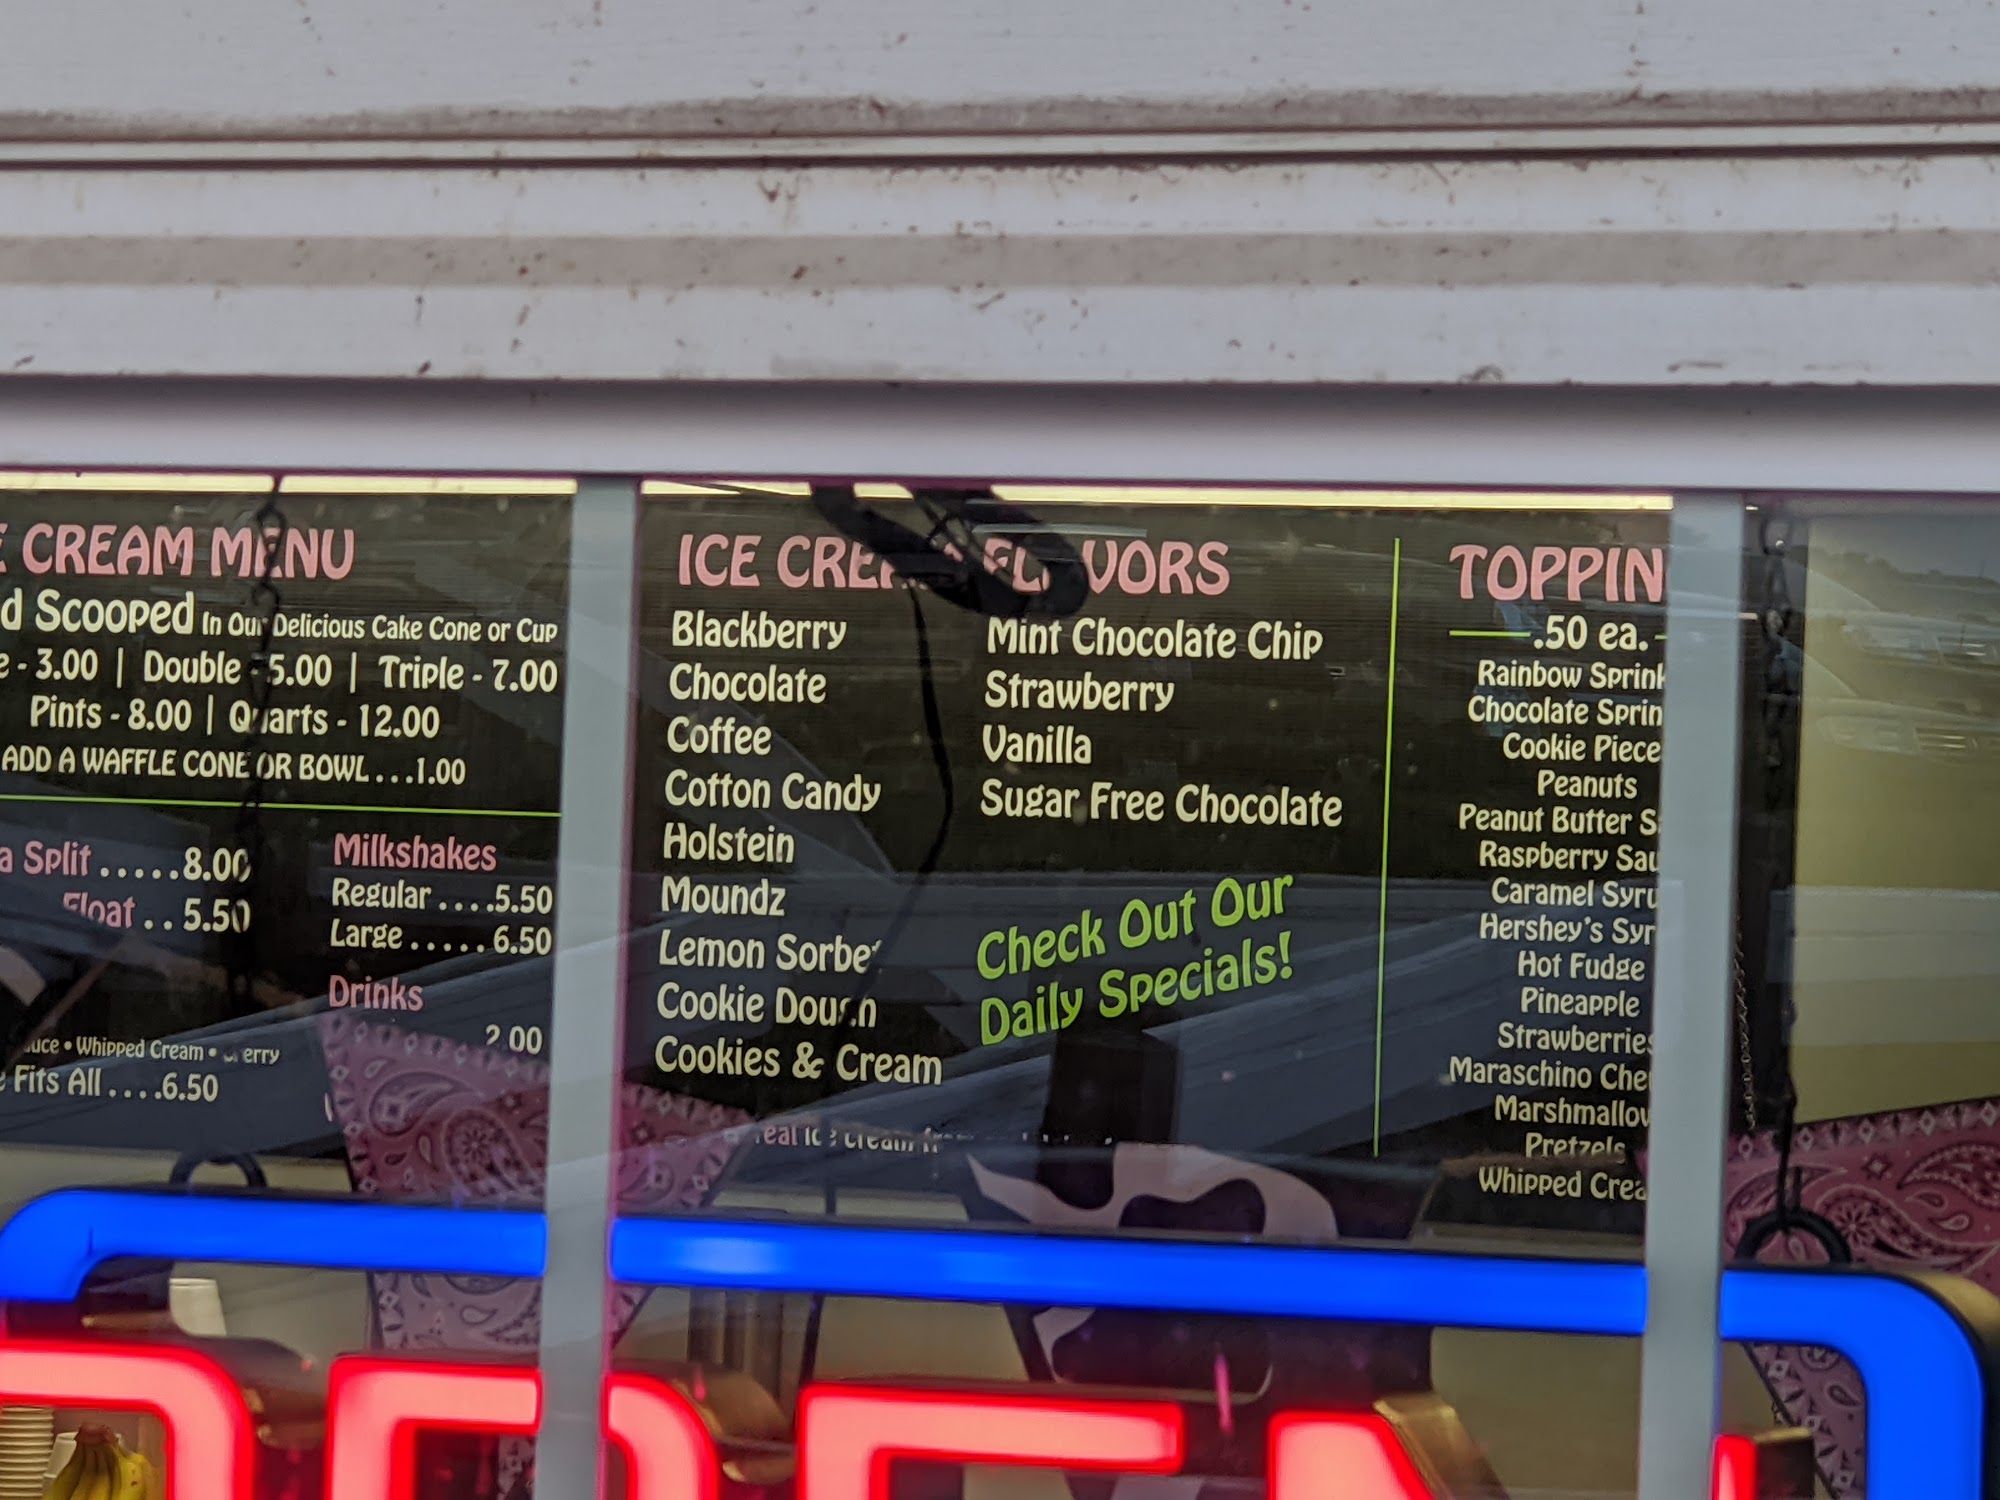 CREAM MENU
Scooped In Our Delicious Cake Cone or Cup
- 3.00 | Double - 5.00 | Triple - 7.00
Pints - 8.00 | Quarts - 12.00
ADD A WAFFLE CONE OR BOWL...1.00
a Split.....8.00
Float..5.50
• Whipped Cream •
Fits All....6.50
Milkshakes
Regular....5.50
Large.....6.50
Drinks
2.00
ICE CREAM FLAVORS
Blackberry
Chocolate
Coffee
Cotton Candy
Holstein
Moundz
Lemon Sorbet
Cookie Dough
Cookies & Cream
Mint Chocolate Chip
Strawberry
Vanilla
Sugar Free Chocolate
Check Out Our
Daily Specials!
TOPPIN
.50 ea.
Rainbow Sprink
Chocolate Sprin
Cookie Piece
Peanuts
Peanut Butter S
Raspberry Sau
Caramel Syru
Hershey's Syr
Hot Fudge
Pineapple
Strawberries
Maraschino Che
Marshmallow
Pretzels
Whipped Crea
OPEN